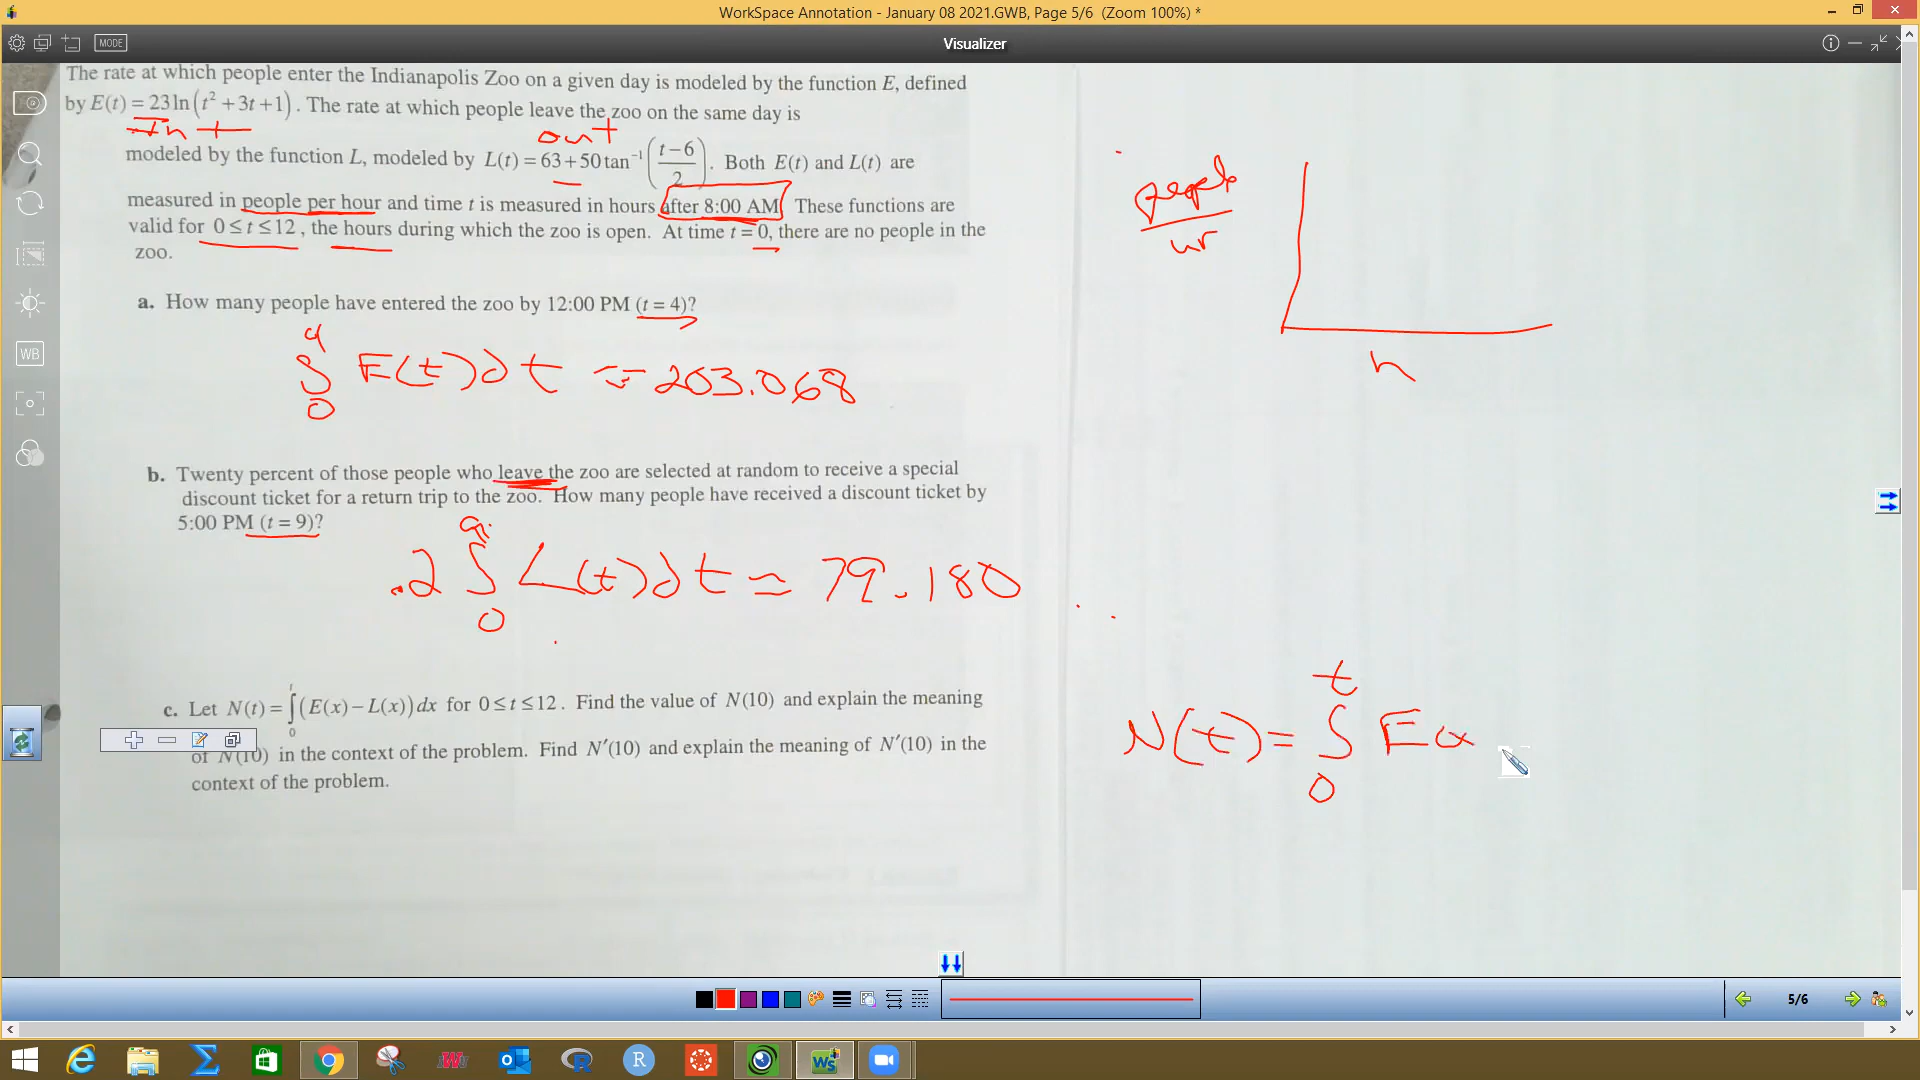 WorkSpace Annotation - January 08 2021.GWB, Page 5/6 (Zoom 100%) *
MODE
Visualizer
The rate at which people enter the Indianapolis Zoo on a given day is modeled by the function E, defined
by E(t) = 23ln(t² + 3t + 1). The rate at which people leave the zoo on the same day is
In t
out
modeled by the function L, modeled by L(t) = 63 + 50 tan⁻¹((t − 6)/2). Both E(t) and L(t) are
measured in people per hour and time t is measured in hours after 8:00 AM. These functions are
valid for 0 ≤ t ≤ 12, the hours during which the zoo is open. At time t = 0, there are no people in the
zoo.
people
hr
h
a. How many people have entered the zoo by 12:00 PM (t = 4)?
∫₀⁴ E(t)dt ≈ 203.068
b. Twenty percent of those people who leave the zoo are selected at random to receive a special
discount ticket for a return trip to the zoo. How many people have received a discount ticket by
5:00 PM (t = 9)?
.2 ∫₀⁹ L(t)dt ≈ 79.180
c. Let N(t) = ∫₀ᵗ (E(x) − L(x))dx for 0 ≤ t ≤ 12. Find the value of N(10) and explain the meaning
of N(10) in the context of the problem. Find N′(10) and explain the meaning of N′(10) in the
context of the problem.
N(t) = ∫₀ᵗ E
WB
5/6